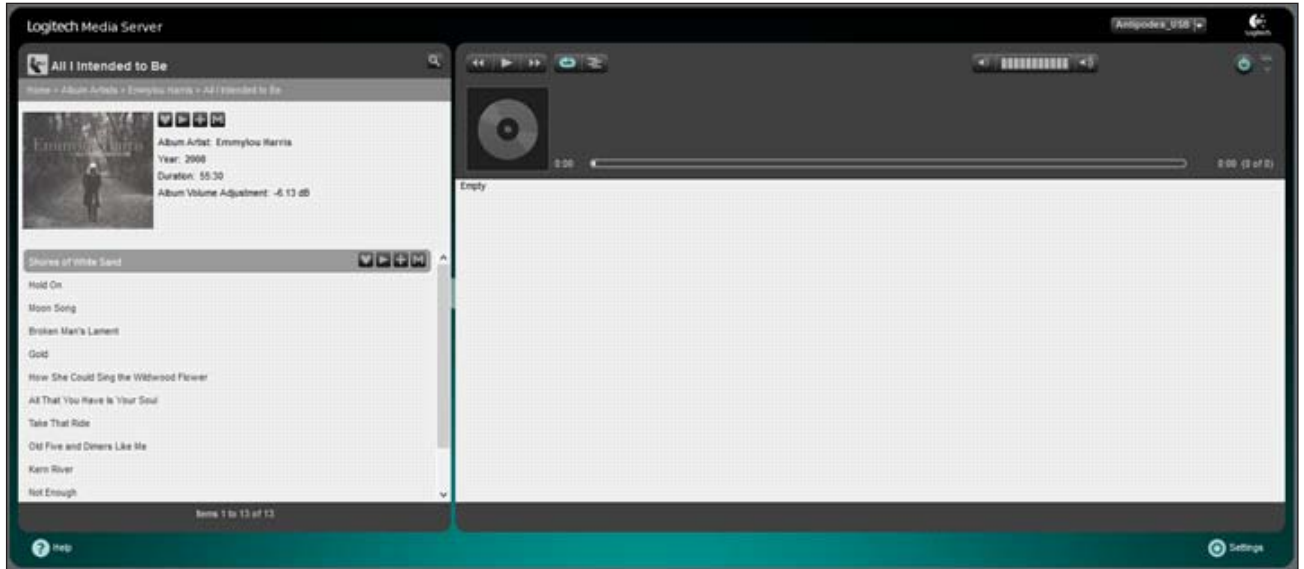 Logitech Media Server
Antipodes_USB
Logitech
All I Intended to Be
Home > Album Artists > Emmylou Harris > All I Intended to Be
Emmylou Harris
Album Artist: Emmylou Harris
Year: 2008
Duration: 55:30
Album Volume Adjustment: -6.13 dB
0:00
0:00 (0 of 0)
Empty
Shores of White Sand
Hold On
Moon Song
Broken Man's Lament
Gold
How She Could Sing the Wildwood Flower
All That You Have Is Your Soul
Take That Ride
Old Five and Dimers Like Me
Kern River
Not Enough
Items 1 to 13 of 13
Help
Settings